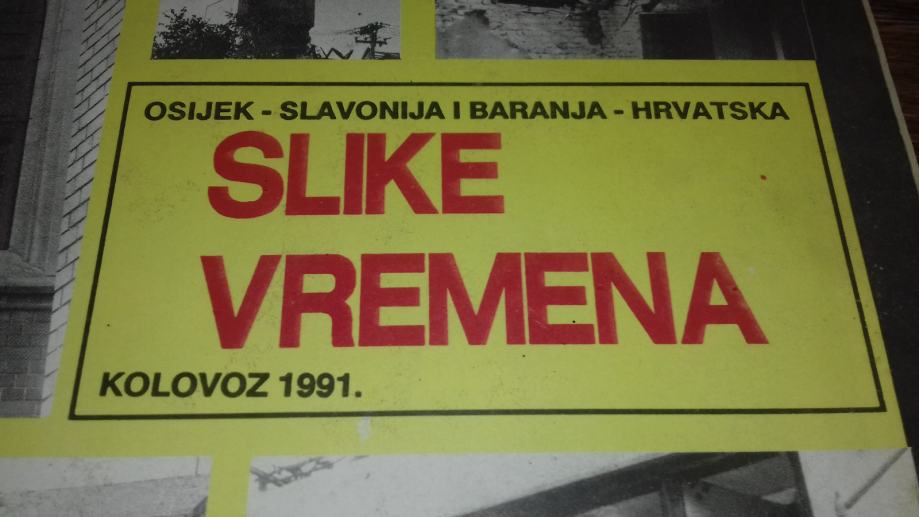 OSIJEK - SLAVONIJA I BARANJA - HRVATSKA
SLIKE
VREMENA
KOLOVOZ 1991.